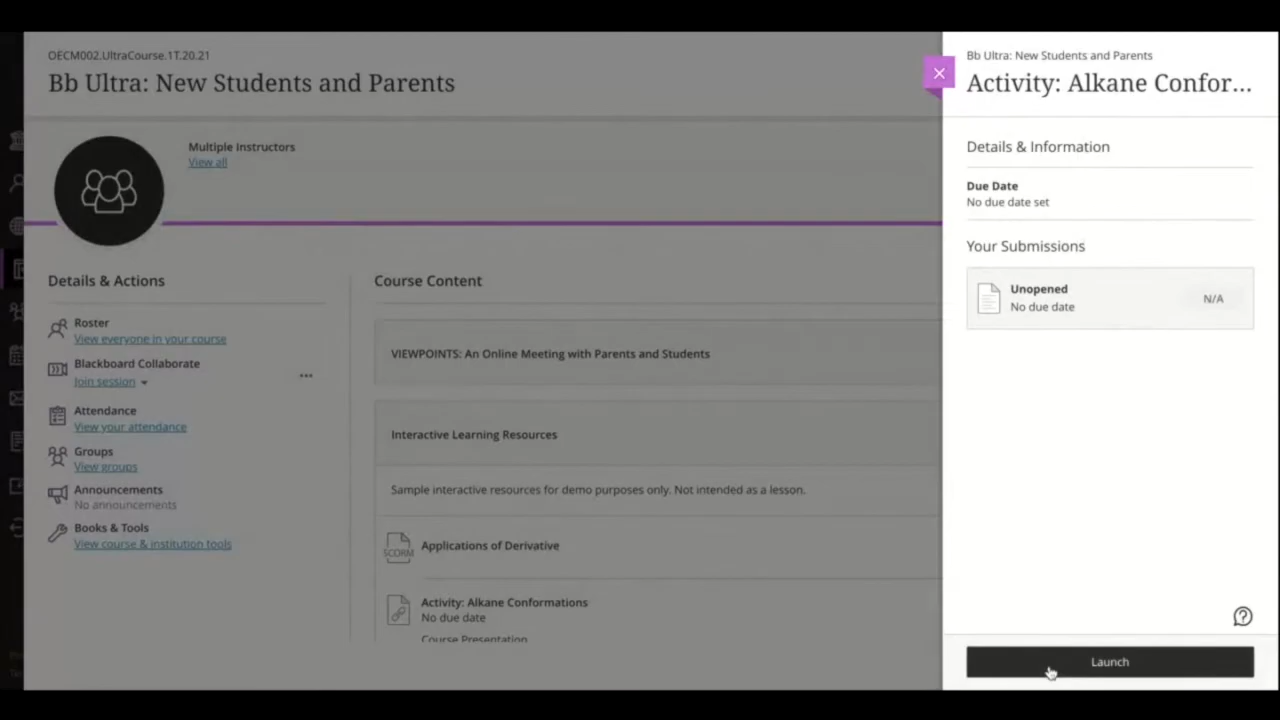 OECM002.UltraCourse.1T.20.21
Bb Ultra: New Students and Parents
Multiple Instructors
View all
Details & Actions
Roster
View everyone in your course
Blackboard Collaborate
Join session
Attendance
View your attendance
Groups
View groups
Announcements
No announcements
Books & Tools
View course & institution tools
Course Content
VIEWPOINTS: An Online Meeting with Parents and Students
Interactive Learning Resources
Sample interactive resources for demo purposes only. Not intended as a lesson.
SCORM
Applications of Derivative
Activity: Alkane Conformations
No due date
Course Presentation
Bb Ultra: New Students and Parents
Activity: Alkane Confor...
Details & Information
Due Date
No due date set
Your Submissions
Unopened
No due date
N/A
Launch